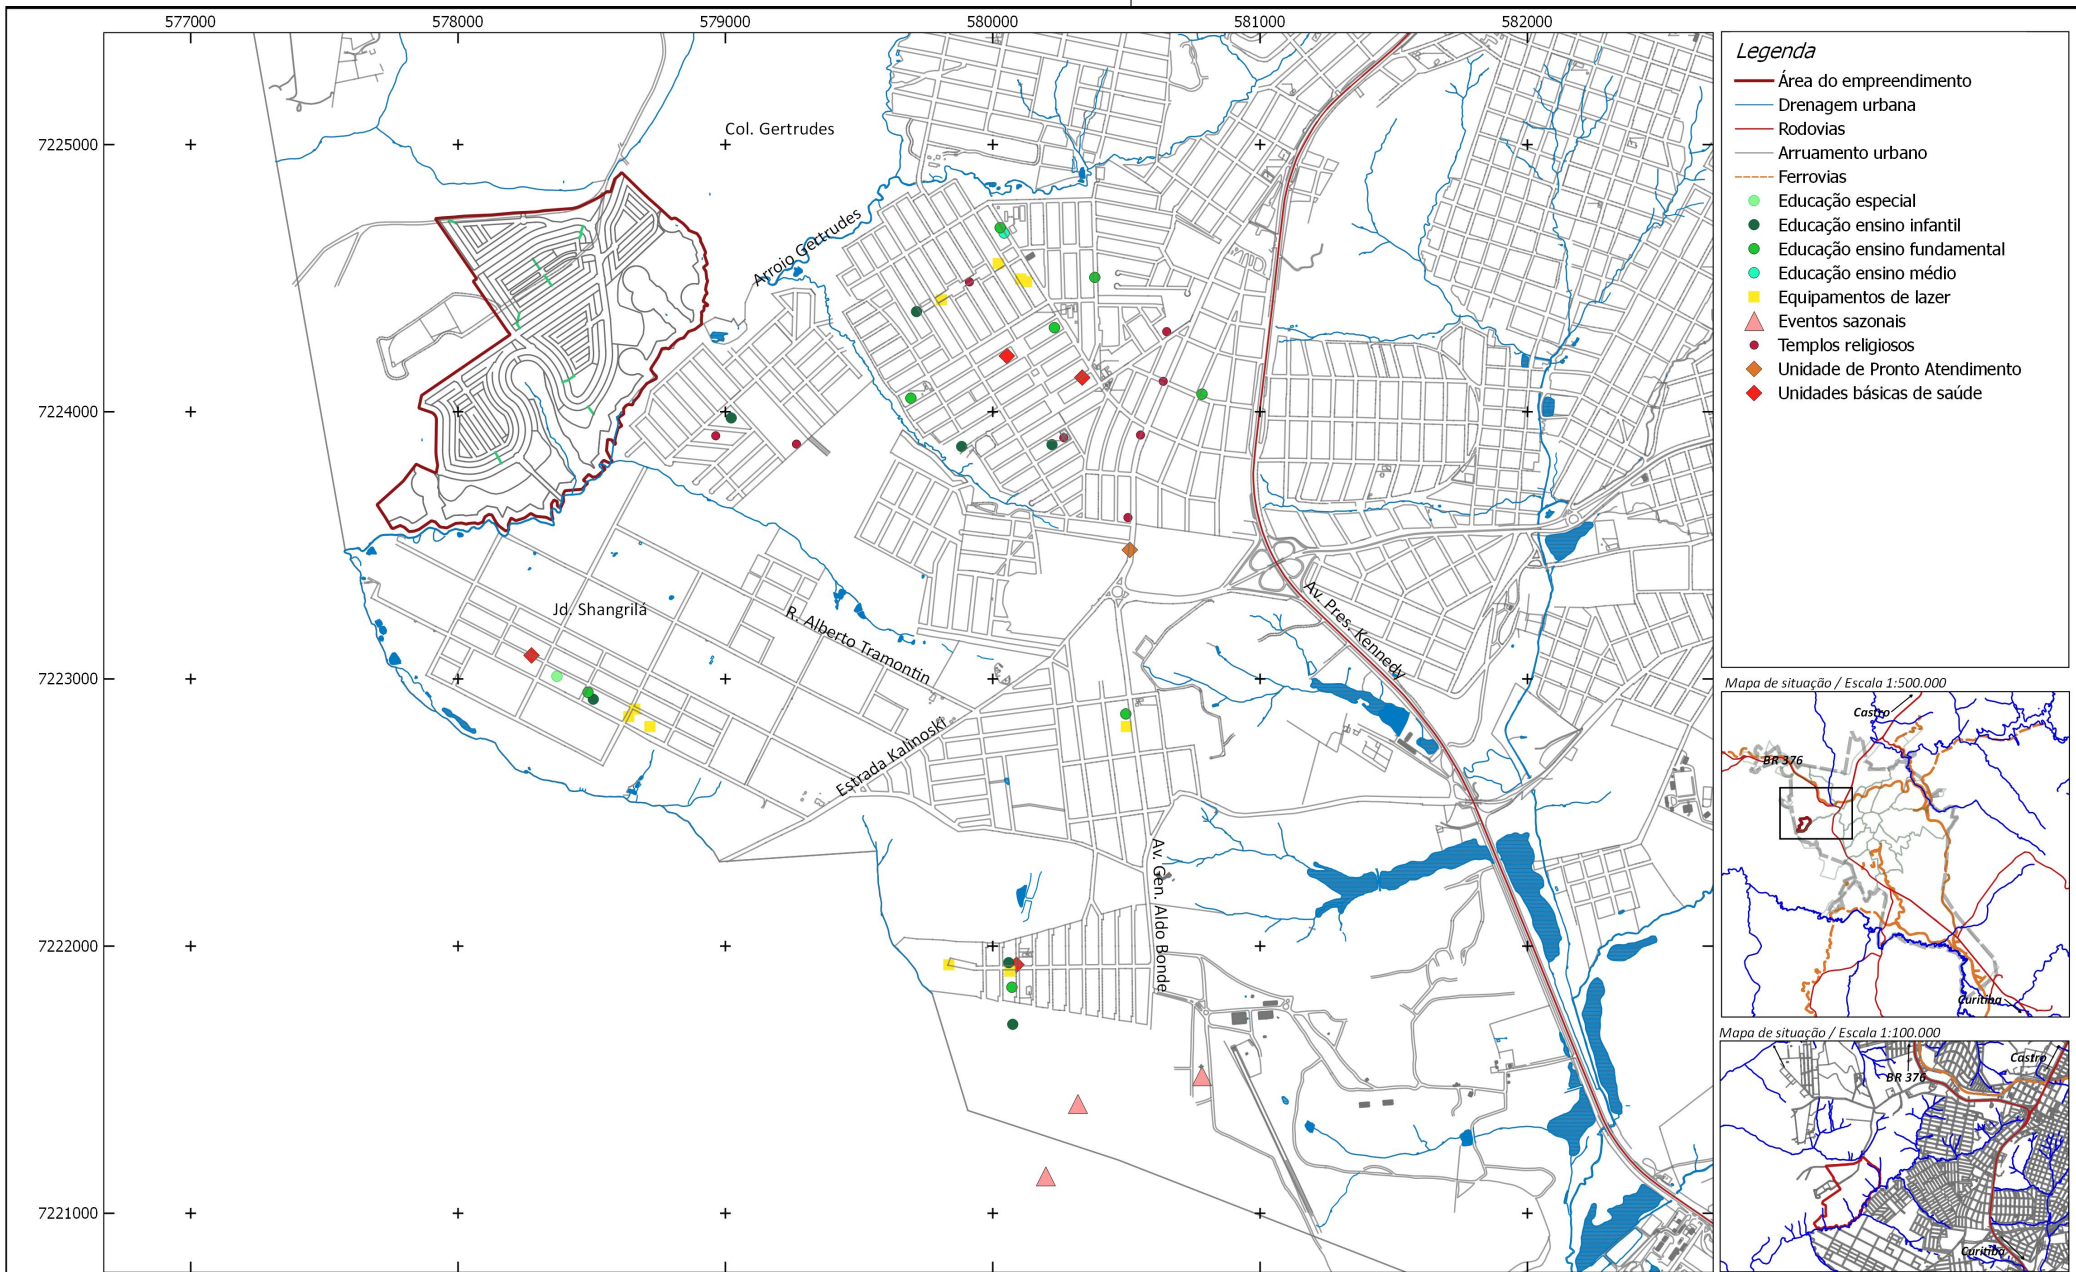 577000 578000 579000 580000 581000 582000
7225000
7224000
7223000
7222000
7221000
Col. Gertrudes
Arroio Gertrudes
Jd. Shangrilá
R. Alberto Tramontin
Estrada Kalinoski
Av. Pres. Kennedy
Av. Gen. Aldo Bonde
Legenda
Área do empreendimento
Drenagem urbana
Rodovias
Arruamento urbano
Ferrovias
Educação especial
Educação ensino infantil
Educação ensino fundamental
Educação ensino médio
Equipamentos de lazer
Eventos sazonais
Templos religiosos
Unidade de Pronto Atendimento
Unidades básicas de saúde
Mapa de situação / Escala 1:500.000
Castro
BR 376
Curitiba
Mapa de situação / Escala 1:100.000
Castro
BR 376
Curitiba